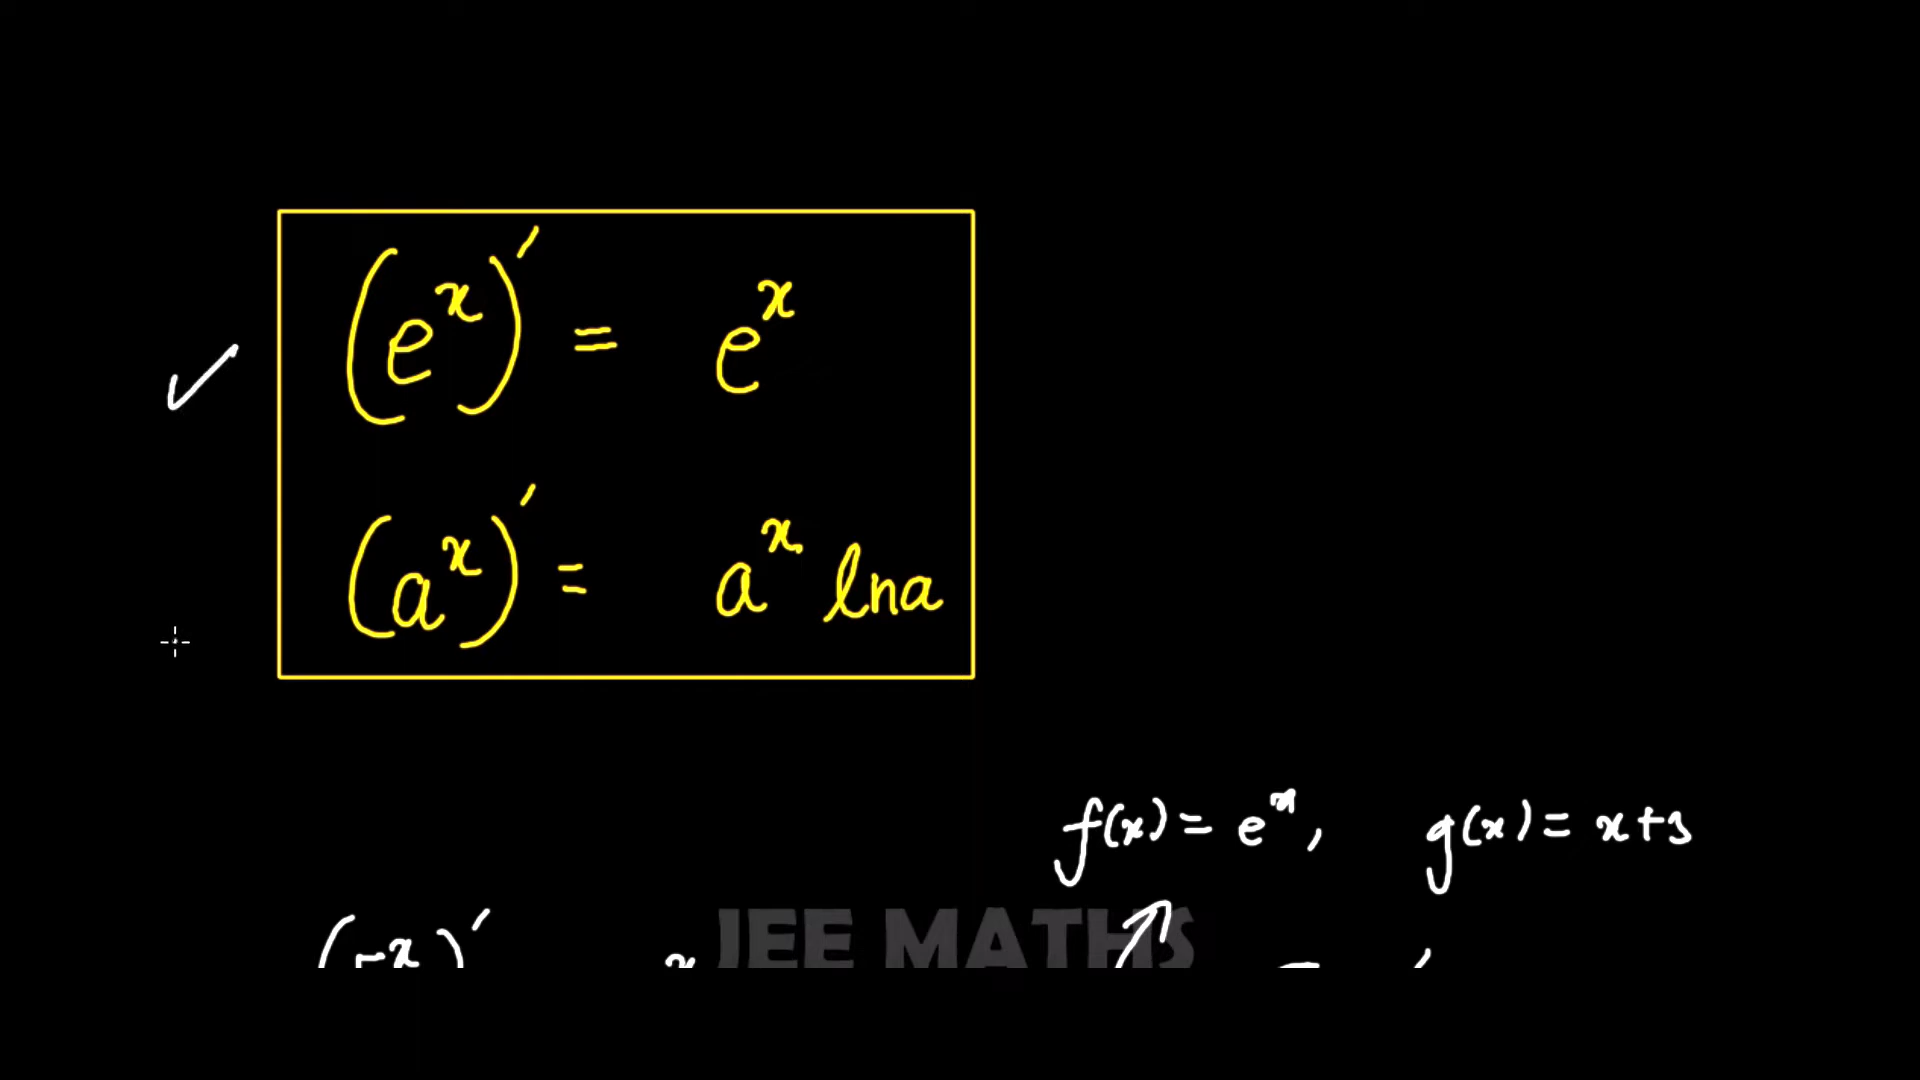 (e^x)' = e^x
(a^x)' = a^x lna
f(x) = e^x, g(x) = x+3
JEE MATHS